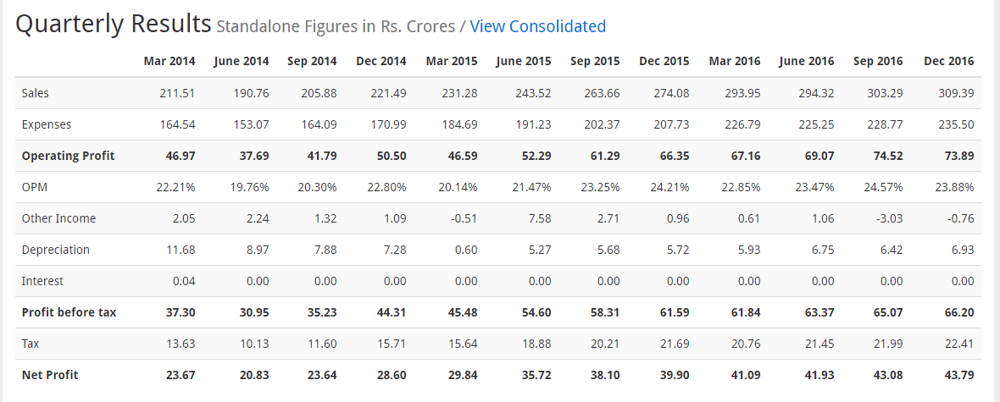 Quarterly Results Standalone Figures in Rs. Crores / View Consolidated
Mar 2014 June 2014 Sep 2014 Dec 2014 Mar 2015 June 2015 Sep 2015 Dec 2015 Mar 2016 June 2016 Sep 2016 Dec 2016
Sales 211.51 190.76 205.88 221.49 231.28 243.52 263.66 274.08 293.95 294.32 303.29 309.39
Expenses 164.54 153.07 164.09 170.99 184.69 191.23 202.37 207.73 226.79 225.25 228.77 235.50
Operating Profit 46.97 37.69 41.79 50.50 46.59 52.29 61.29 66.35 67.16 69.07 74.52 73.89
OPM 22.21% 19.76% 20.30% 22.80% 20.14% 21.47% 23.25% 24.21% 22.85% 23.47% 24.57% 23.88%
Other Income 2.05 2.24 1.32 1.09 -0.51 7.58 2.71 0.96 0.61 1.06 -3.03 -0.76
Depreciation 11.68 8.97 7.88 7.28 0.60 5.27 5.68 5.72 5.93 6.75 6.42 6.93
Interest 0.04 0.00 0.00 0.00 0.00 0.00 0.00 0.00 0.00 0.00 0.00 0.00
Profit before tax 37.30 30.95 35.23 44.31 45.48 54.60 58.31 61.59 61.84 63.37 65.07 66.20
Tax 13.63 10.13 11.60 15.71 15.64 18.88 20.21 21.69 20.76 21.45 21.99 22.41
Net Profit 23.67 20.83 23.64 28.60 29.84 35.72 38.10 39.90 41.09 41.93 43.08 43.79